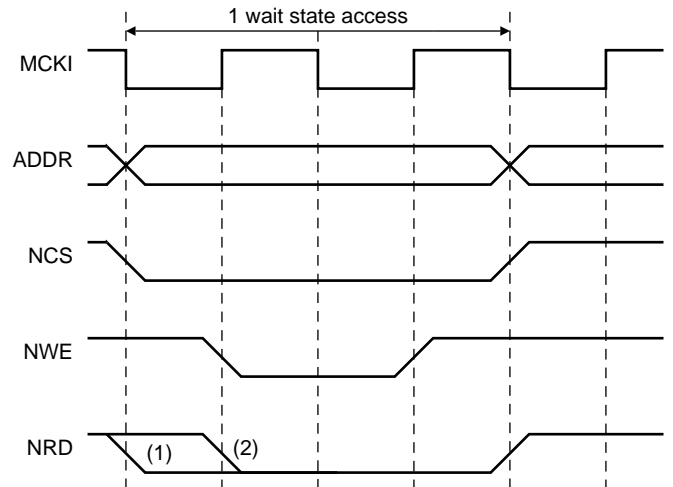 1 wait state access
MCKI
ADDR
NCS
NWE
NRD
(1)
(2)